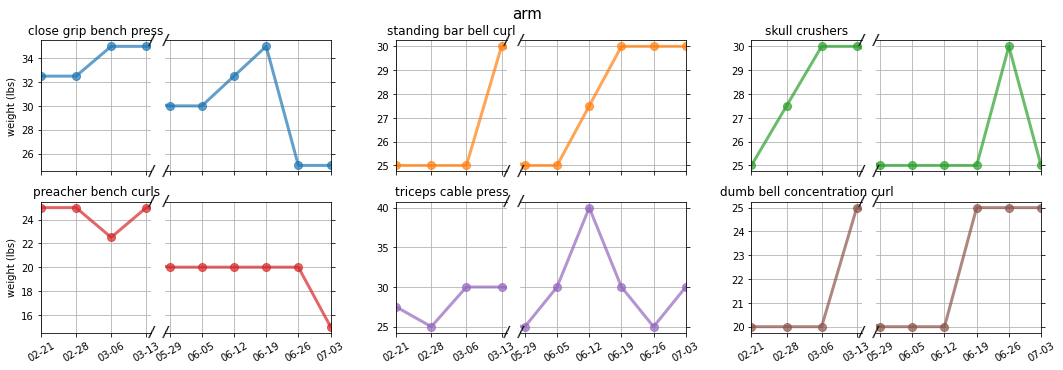 arm
close grip bench press
standing bar bell curl
skull crushers
weight (lbs)
34
32
30
28
26
30
29
28
27
26
25
30
29
28
27
26
25
preacher bench curls
triceps cable press
dumb bell concentration curl
weight (lbs)
24
22
20
18
16
40
35
30
25
25
24
23
22
21
20
02-21 02-28 03-06 03-13 05-29 06-05 06-12 06-19 06-26 07-03
02-21 02-28 03-06 03-13 05-29 06-05 06-12 06-19 06-26 07-03
02-21 02-28 03-06 03-13 05-29 06-05 06-12 06-19 06-26 07-03